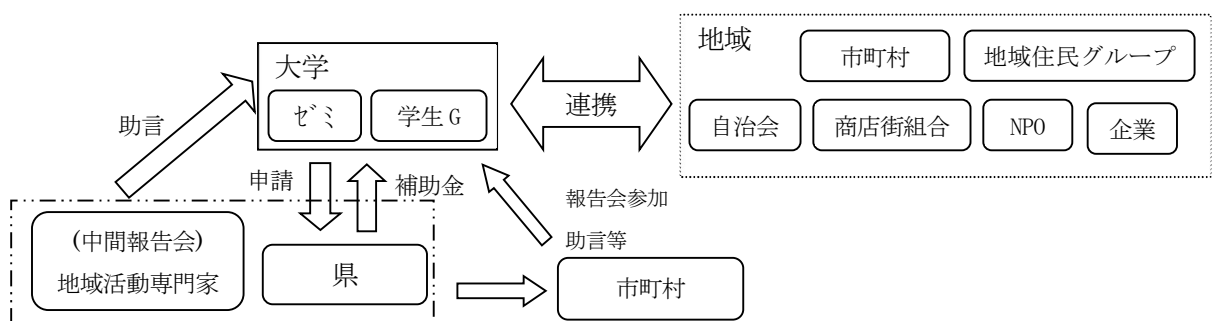 地域
市町村
地域住民グループ
大学
ゼミ
学生G
連携
自治会
商店街組合
NPO
企業
助言
申請
補助金
報告会参加
助言等
(中間報告会)
地域活動専門家
県
市町村